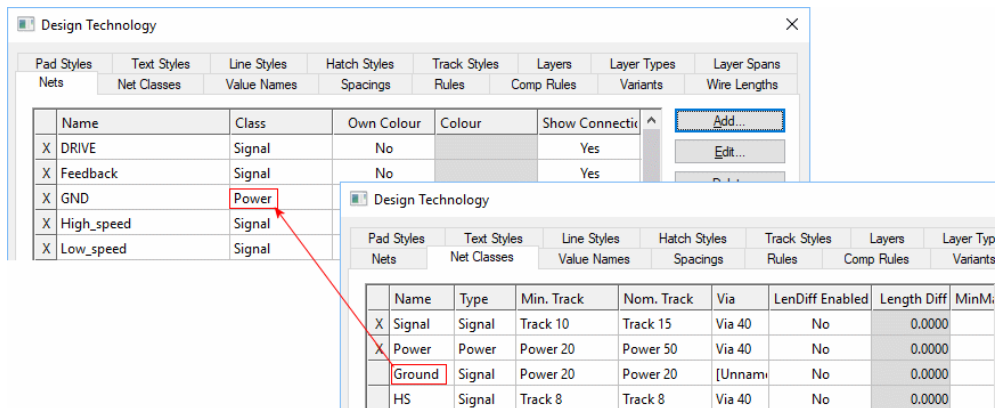 Design Technology
Pad Styles Text Styles Line Styles Hatch Styles Track Styles Layers Layer Types Layer Spans
Nets Net Classes Value Names Spacings Rules Comp Rules Variants Wire Lengths
Name Class Own Colour Colour Show Connectic
X DRIVE Signal No Yes
X Feedback Signal No Yes
X GND Power
X High_speed Signal
X Low_speed Signal
Add...
Edit...
Design Technology
Pad Styles Text Styles Line Styles Hatch Styles Track Styles Layers Layer Typ
Nets Net Classes Value Names Spacings Rules Comp Rules Variants
Name Type Min. Track Nom. Track Via LenDiff Enabled Length Diff MinMa
X Signal Signal Track 10 Track 15 Via 40 No 0.0000
X Power Power Power 20 Power 50 Via 40 No 0.0000
Ground Signal Power 20 Power 20 [Unnam No 0.0000
HS Signal Track 8 Track 8 Via 40 No 0.0000